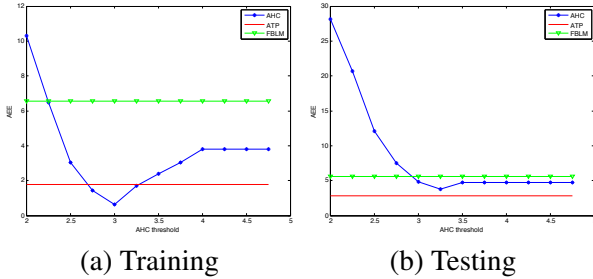 12
10
8
6
4
2
0
2
2.5
3
3.5
4
4.5
5
AEE
AHC threshold
AHC
ATP
FBLM
(a) Training
30
25
20
15
10
5
0
2
2.5
3
3.5
4
4.5
AEE
AHC threshold
AHC
ATP
FBLM
(b) Testing